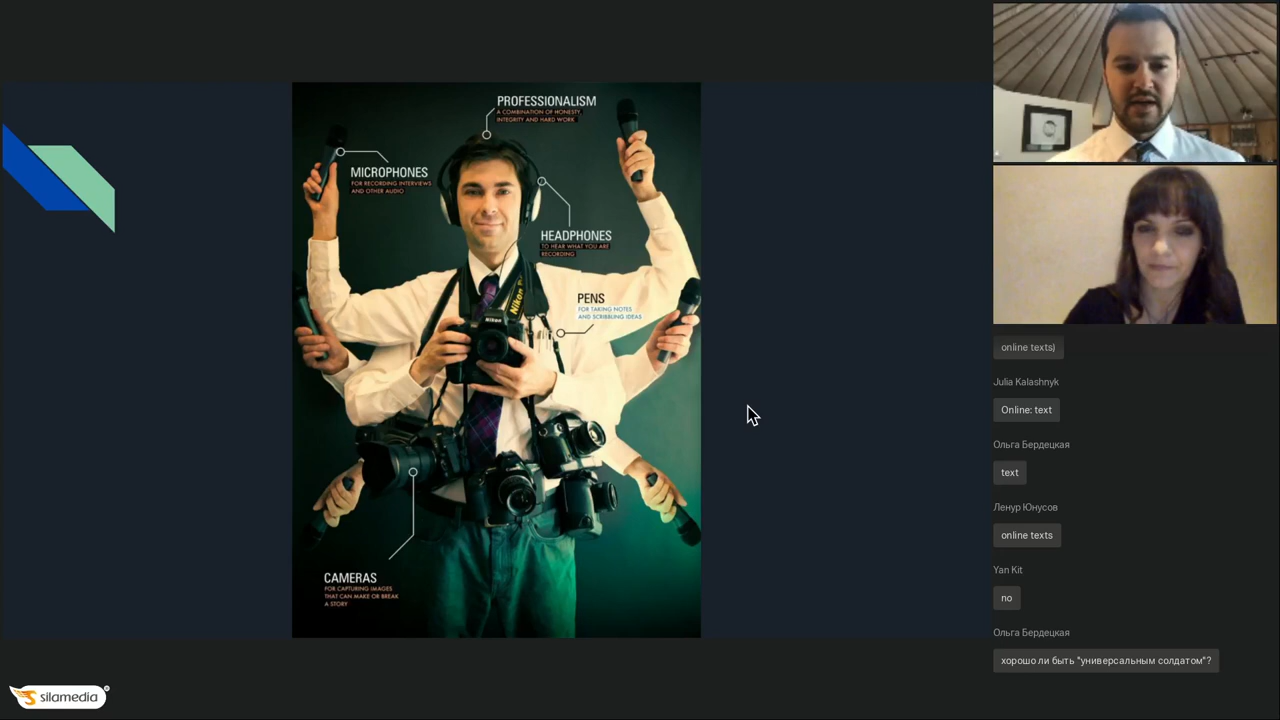 PROFESSIONALISM
A COMBINATION OF HONESTY,
INTEGRITY AND HARD WORK
MICROPHONES
FOR RECORDING INTERVIEWS
AND OTHER AUDIO
HEADPHONES
TO HEAR WHAT YOU ARE
RECORDING
PENS
FOR TAKING NOTES
AND SCRIBBLING IDEAS
Nikon
Nikon
CAMERAS
FOR CAPTURING IMAGES
THAT CAN MAKE OR BREAK
A STORY
silamedia
online texts)
Julia Kalashnyk
Online: text
Ольга Бердецкая
text
Ленур Юнусов
online texts
Yan Kit
no
Ольга Бердецкая
хорошо ли быть "универсальным солдатом"?